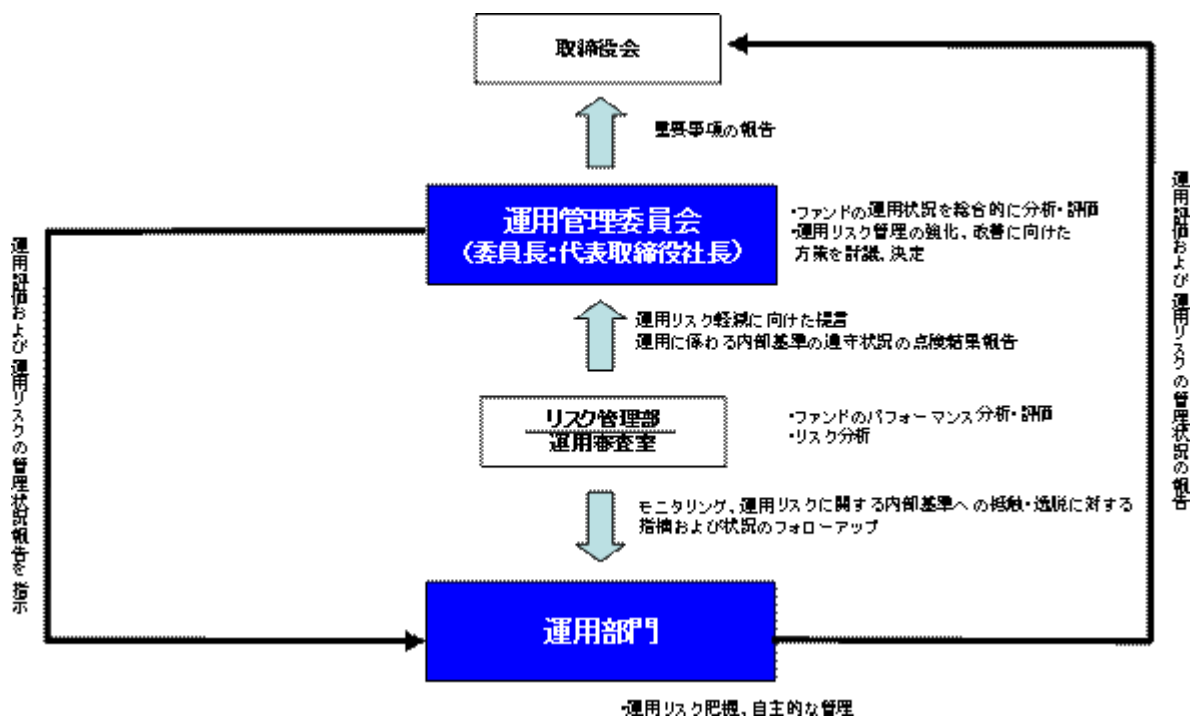 取締役会
重要事項の報告
運用管理委員会
(委員長:代表取締役社長)
・ファンドの運用状況を総合的に分析・評価
・運用リスク管理の強化、改善に向けた
方策を討議、決定
運用リスク軽減に向けた提言
運用に係わる内部基準の遵守状況の点検結果報告
リスク管理部
運用審査室
・ファンドのパフォーマンス分析・評価
・リスク分析
モニタリング、運用リスクに関する内部基準への抵触・逸脱に対する
指摘および状況のフォローアップ
運用部門
・運用リスク把握、自主的な管理
運用評価および運用リスクの管理状況報告を指示
運用評価および運用リスクの管理状況の報告